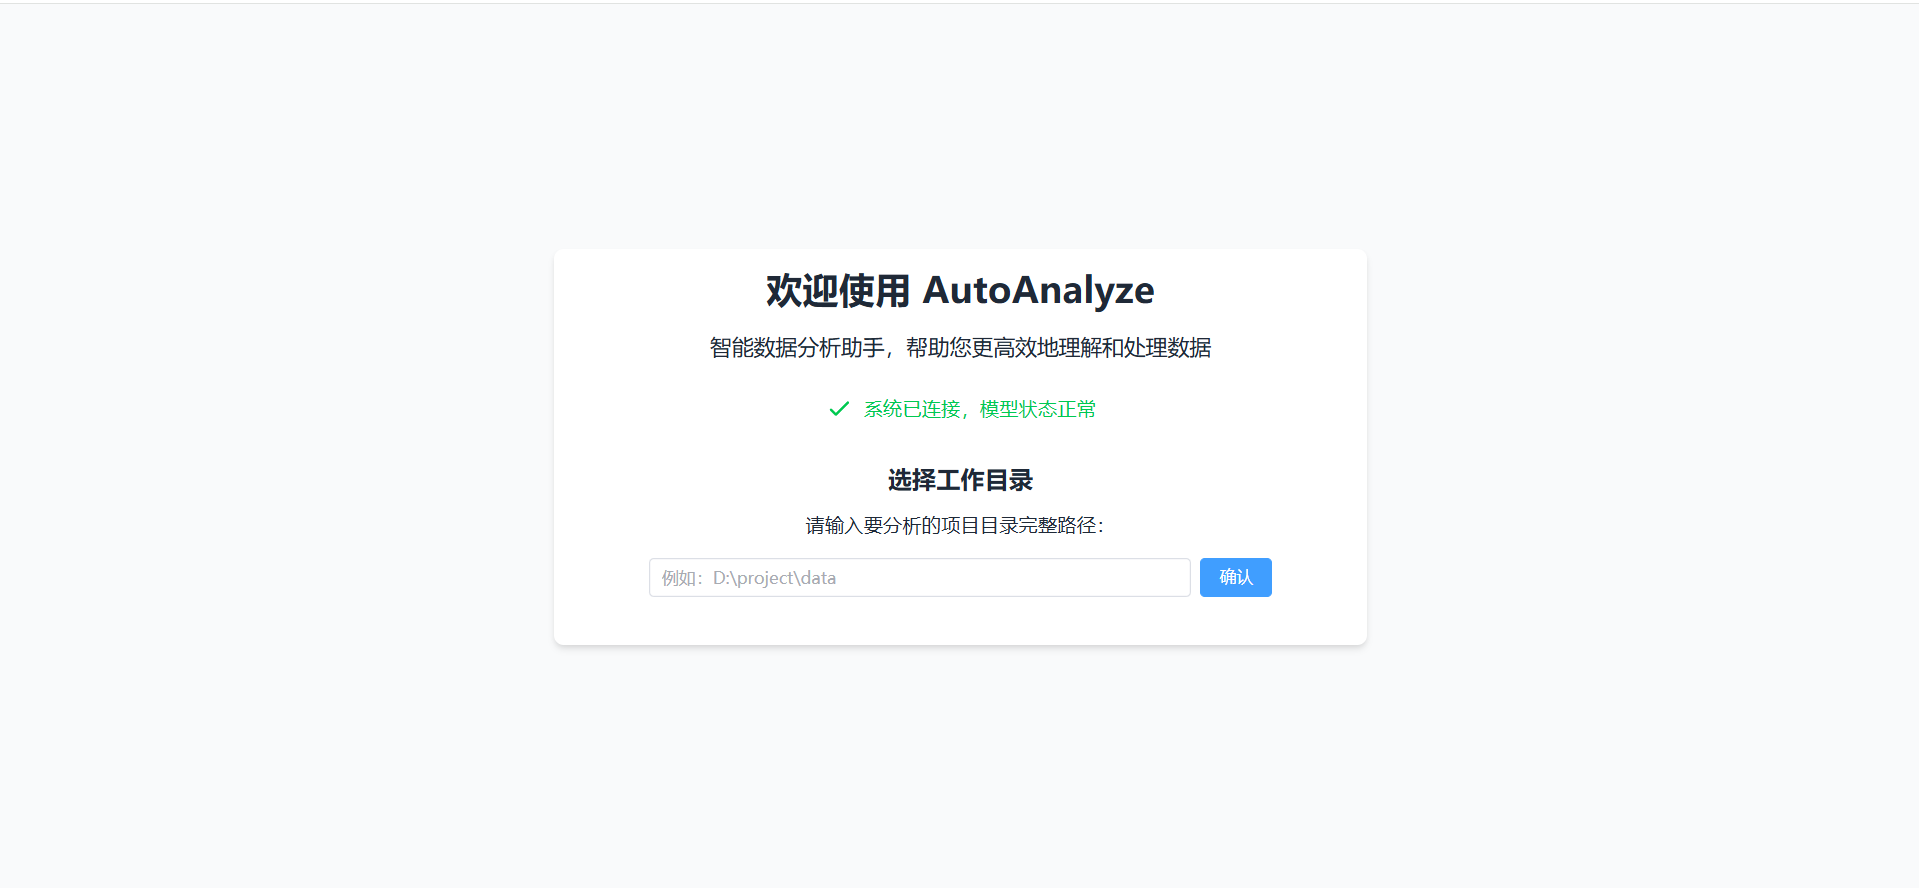 欢迎使用 AutoAnalyze
智能数据分析助手，帮助您更高效地理解和处理数据
系统已连接，模型状态正常
选择工作目录
请输入要分析的项目目录完整路径：
例如：D:\project\data
确认